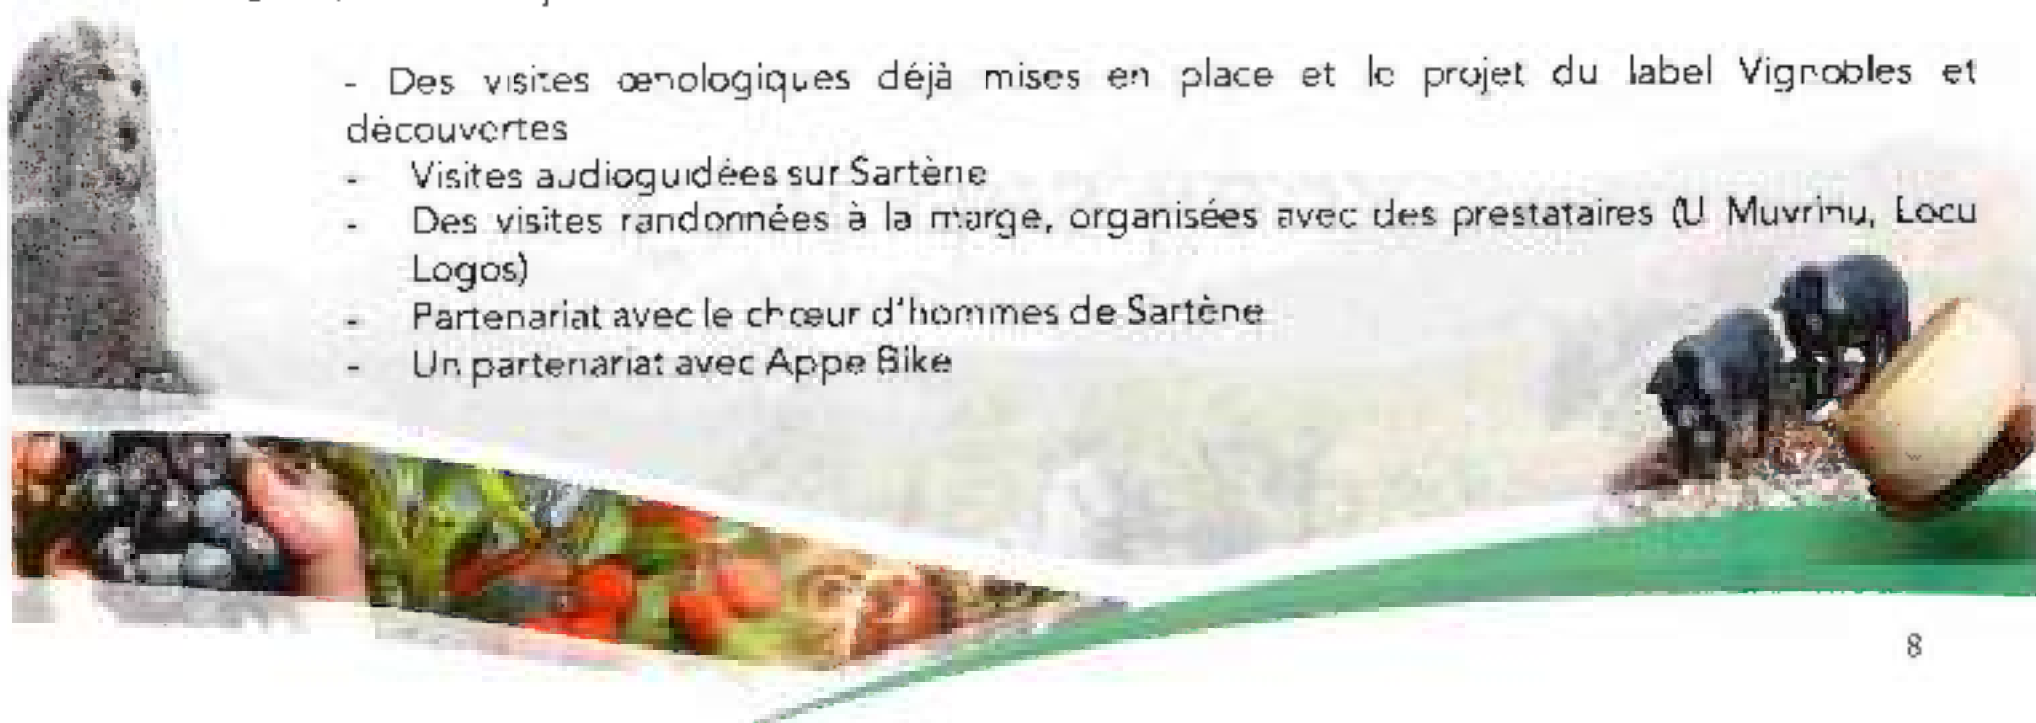 - Des visites œnologiques déjà mises en place et le projet du label Vignobles et
découvertes
- Visites audioguidées sur Sartène
- Des visites randonnées à la marge, organisées avec des prestataires (U Muvrinu, Locu
Logos)
- Partenariat avec le chœur d'hommes de Sartène
- Un partenariat avec Appe Bike
8